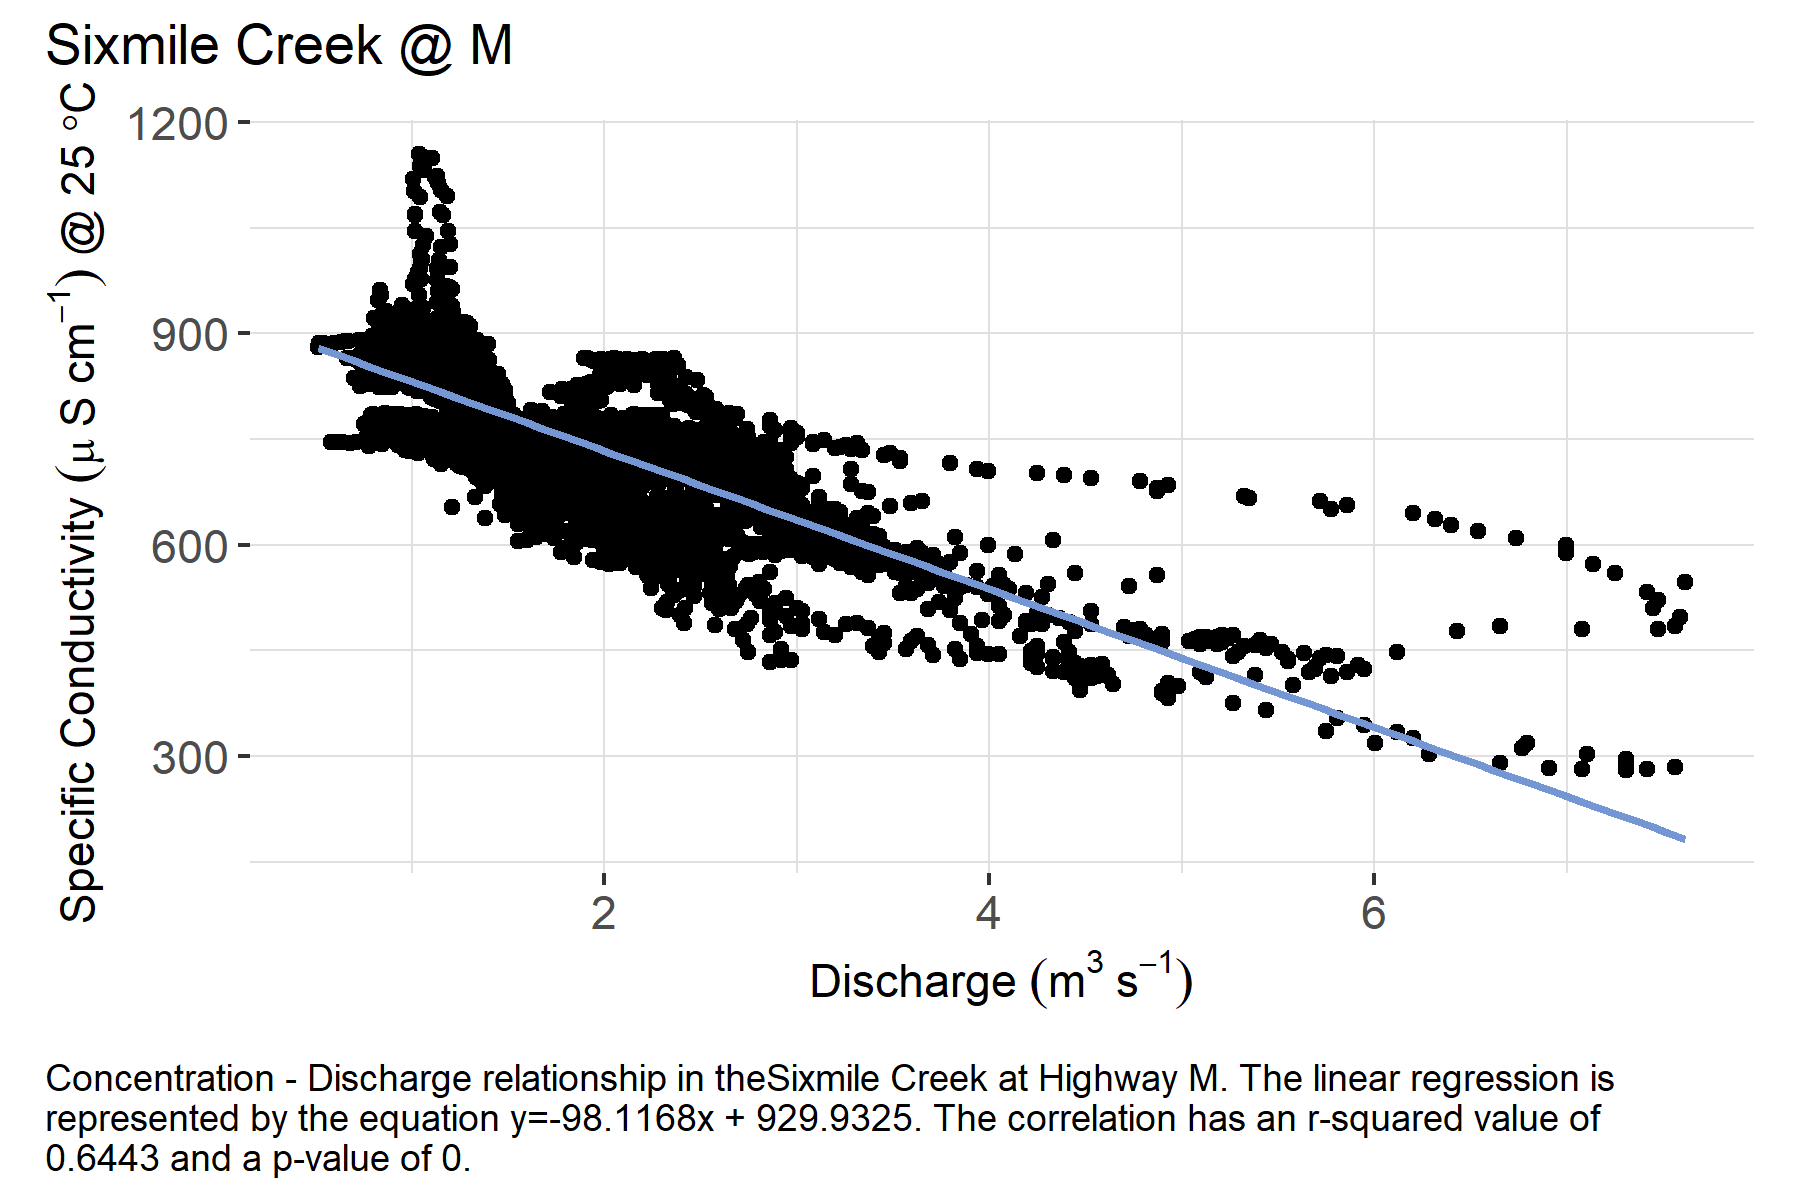 Sixmile Creek @ M
Specific Conductivity (μ S cm⁻¹) @ 25 °C
1200
900
600
300
2 4 6
Discharge (m³ s⁻¹)
Concentration - Discharge relationship in theSixmile Creek at Highway M. The linear regression is
represented by the equation y=-98.1168x + 929.9325. The correlation has an r-squared value of
0.6443 and a p-value of 0.